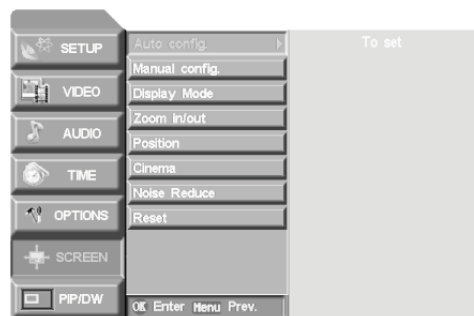 SETUP
VIDEO
AUDIO
TIME
OPTIONS
SCREEN
PIP/DW
Auto config.
Manual config.
Display Mode
Zoom in/out
Position
Cinema
Noise Reduce
Reset
OK Enter Menu Prev.
To set